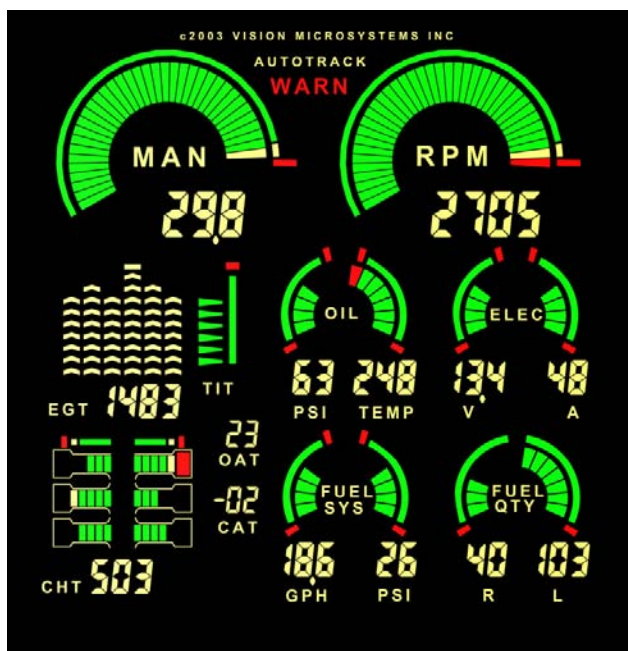 c2003 VISION MICROSYSTEMS INC
AUTOTRACK
WARN
MAN
RPM
29.8
2705
OIL
ELEC
63 248
13.4 48
PSI TEMP
V A
TIT
EGT 1483
23
OAT
-02
CAT
CHT 503
FUEL
SYS
FUEL
QTY
18.6 26
40 103
GPH PSI
R L